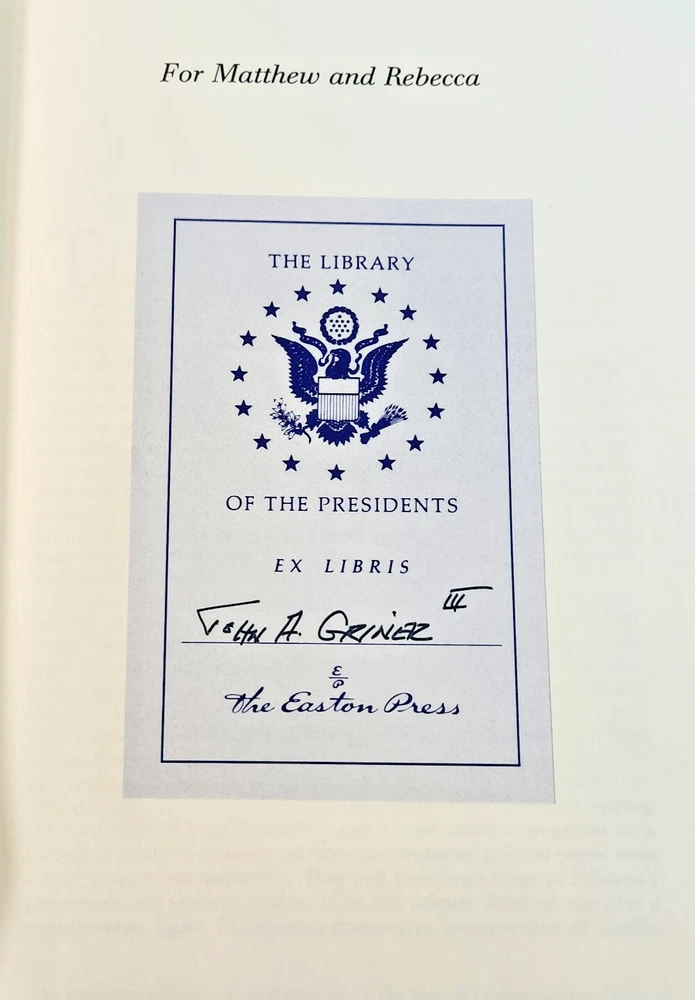 For Matthew and Rebecca
THE LIBRARY
OF THE PRESIDENTS
EX LIBRIS
JOHN A. GRINER III
E
P
the Easton Press